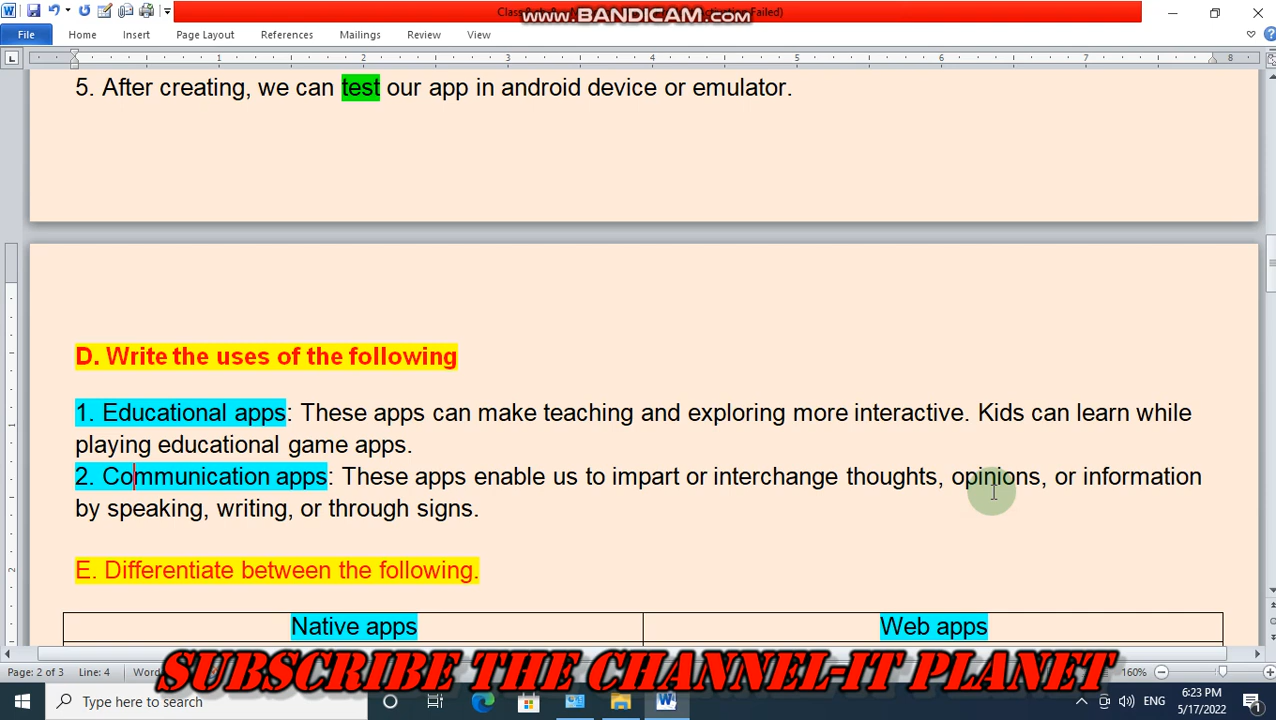 www.BANDICAM.com
File Home Insert Page Layout References Mailings Review View
5. After creating, we can test our app in android device or emulator.
D. Write the uses of the following
1. Educational apps: These apps can make teaching and exploring more interactive. Kids can learn while
playing educational game apps.
2. Communication apps: These apps enable us to impart or interchange thoughts, opinions, or information
by speaking, writing, or through signs.
E. Differentiate between the following.
Native apps Web apps
SUBSCRIBE THE CHANNEL-IT PLANET
Page: 2 of 3 Line: 4 160%
Type here to search
ENG
6:23 PM
5/17/2022